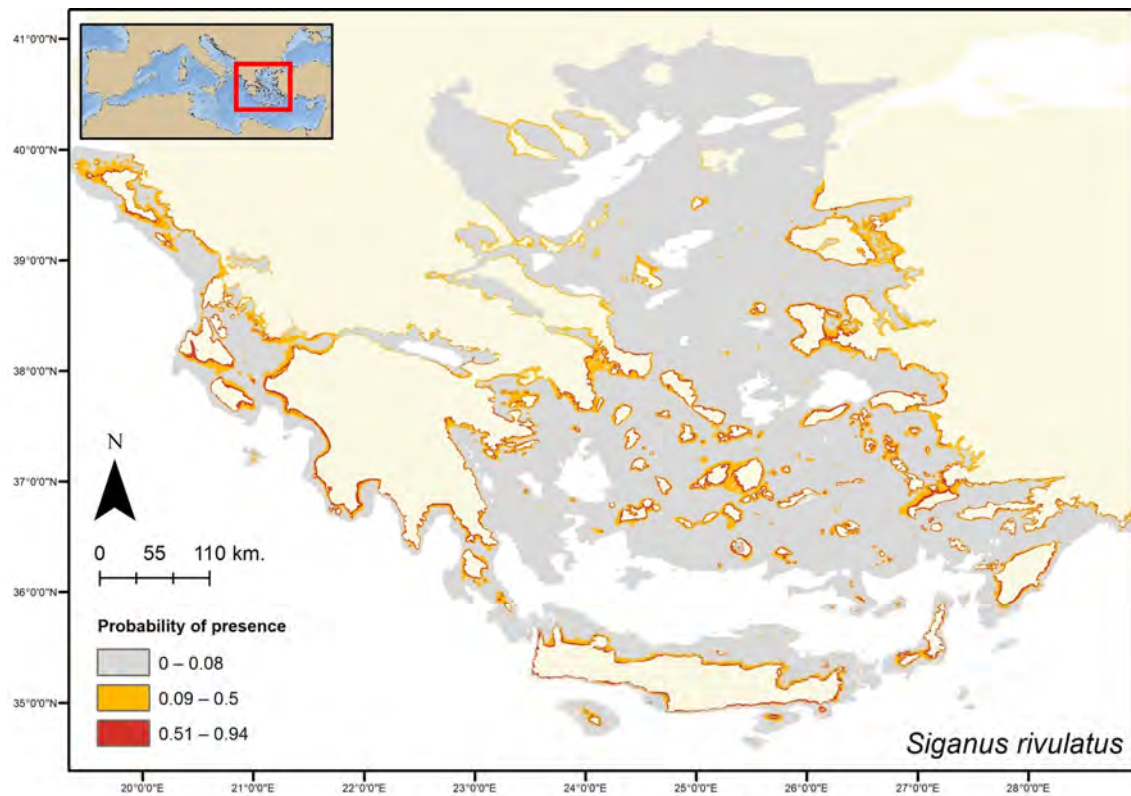 41°0'0"N
40°0'0"N
39°0'0"N
38°0'0"N
37°0'0"N
36°0'0"N
35°0'0"N
N
0 55 110 km.
Probability of presence
0 – 0.08
0.09 – 0.5
0.51 – 0.94
Siganus rivulatus
20°0'0"E 21°0'0"E 22°0'0"E 23°0'0"E 24°0'0"E 25°0'0"E 26°0'0"E 27°0'0"E 28°0'0"E